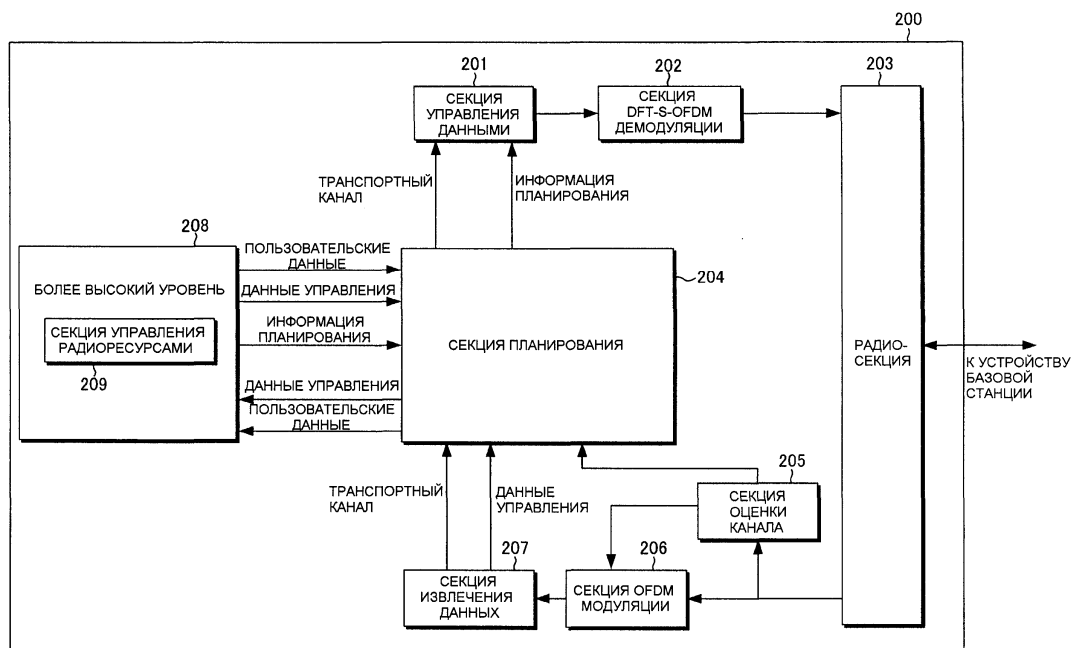 200
201
СЕКЦИЯ
УПРАВЛЕНИЯ
ДАННЫМИ
202
СЕКЦИЯ
DFT-S-OFDM
ДЕМОДУЛЯЦИИ
203
РАДИО-
СЕКЦИЯ
ТРАНСПОРТНЫЙ
КАНАЛ
ИНФОРМАЦИЯ
ПЛАНИРОВАНИЯ
208
БОЛЕЕ ВЫСОКИЙ УРОВЕНЬ
СЕКЦИЯ УПРАВЛЕНИЯ
РАДИОРЕСУРСАМИ
209
ПОЛЬЗОВАТЕЛЬСКИЕ
ДАННЫЕ
ДАННЫЕ УПРАВЛЕНИЯ
ИНФОРМАЦИЯ
ПЛАНИРОВАНИЯ
ДАННЫЕ УПРАВЛЕНИЯ
ПОЛЬЗОВАТЕЛЬСКИЕ
ДАННЫЕ
204
СЕКЦИЯ ПЛАНИРОВАНИЯ
К УСТРОЙСТВУ
БАЗОВОЙ
СТАНЦИИ
ТРАНСПОРТНЫЙ
КАНАЛ
ДАННЫЕ
УПРАВЛЕНИЯ
205
СЕКЦИЯ
ОЦЕНКИ
КАНАЛА
207
СЕКЦИЯ
ИЗВЛЕЧЕНИЯ
ДАННЫХ
206
СЕКЦИЯ OFDM
МОДУЛЯЦИИ